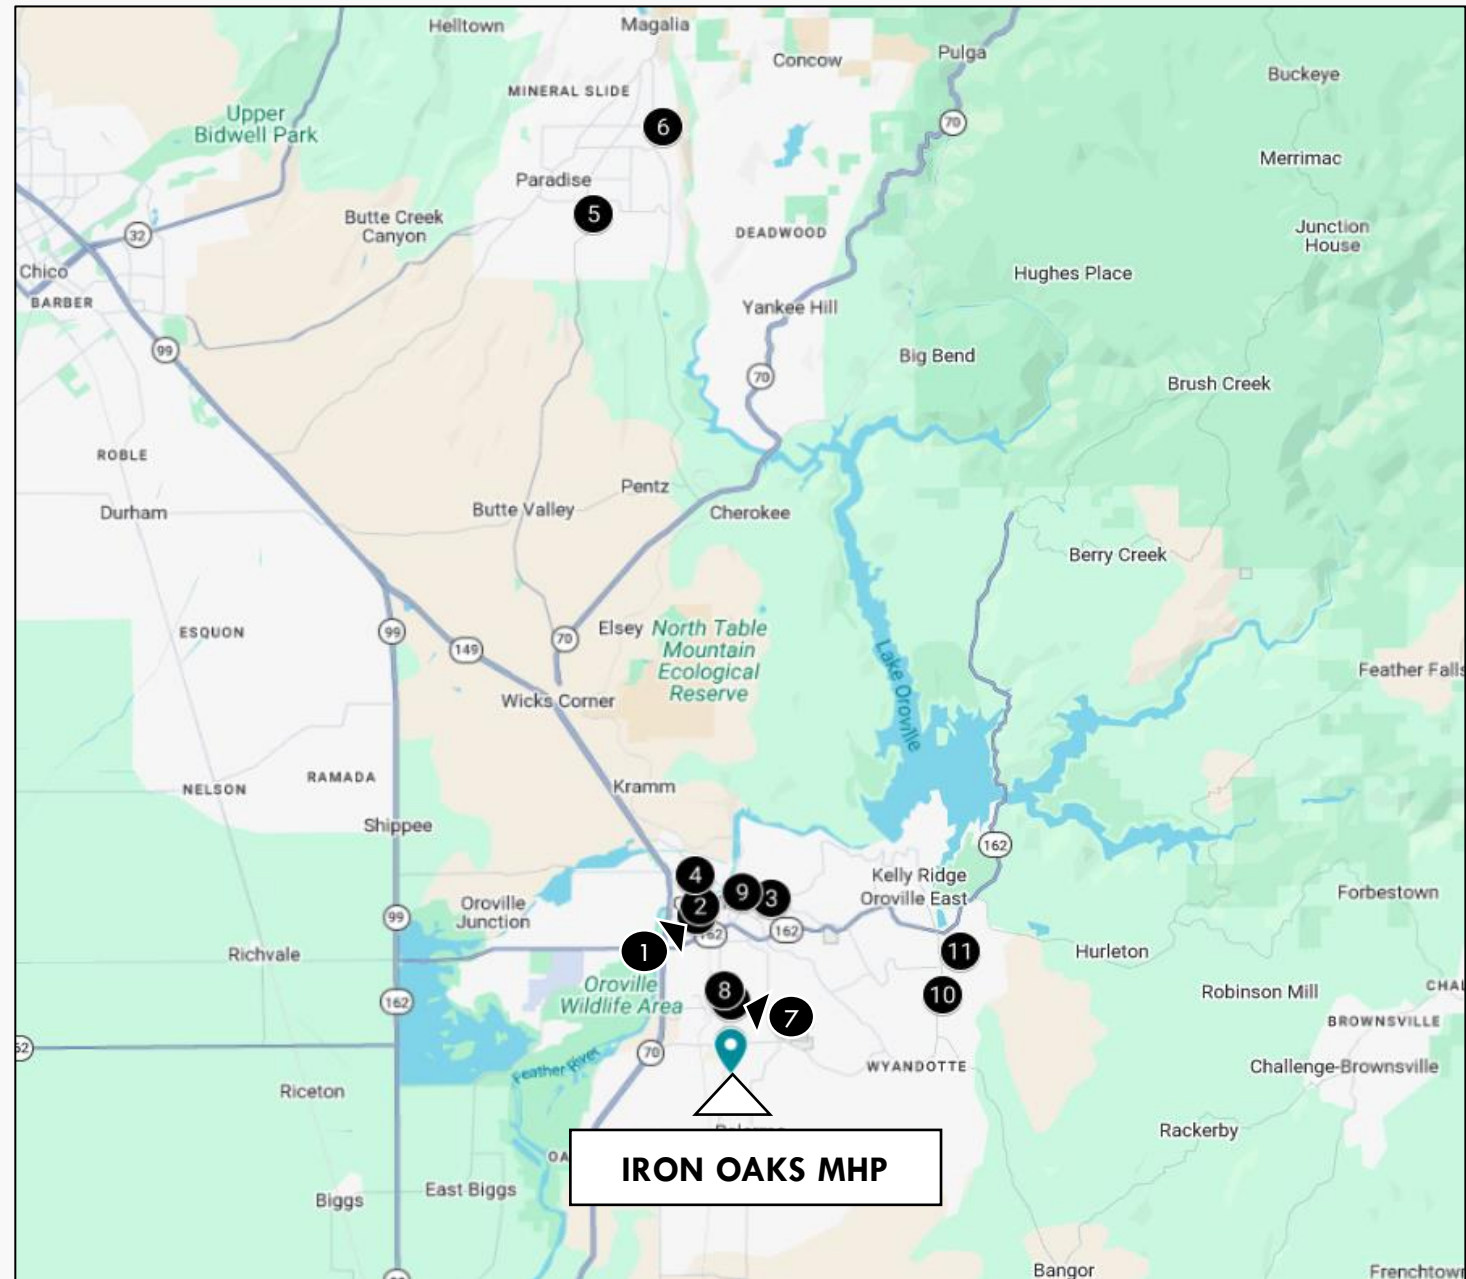 Helltown
Magalia
Concow
Pulga
Buckeye
MINERAL SLIDE
Upper
Bidwell Park
6
70
Merrimac
Paradise
5
Butte Creek
Canyon
32
DEADWOOD
Junction
House
Chico
BARBER
Hughes Place
Yankee Hill
99
Big Bend
70
Brush Creek
ROBLE
Pentz
Durham
Butte Valley
Cherokee
Berry Creek
ESQUON
99
149
70
Elsey
North Table
Mountain
Ecological
Reserve
Lake Oroville
Feather Falls
Wicks Corner
RAMADA
NELSON
Kramm
Shippee
162
4
9
3
2
Kelly Ridge
Oroville East
Forbestown
Oroville
Junction
99
162
162
1
11
Richvale
Hurleton
Oroville
Wildlife Area
8
7
10
162
Robinson Mill
BROWNSVILLE
70
Feather River
WYANDOTTE
Challenge-Brownsville
Riceton
Rackerby
IRON OAKS MHP
Biggs
East Biggs
Bangor